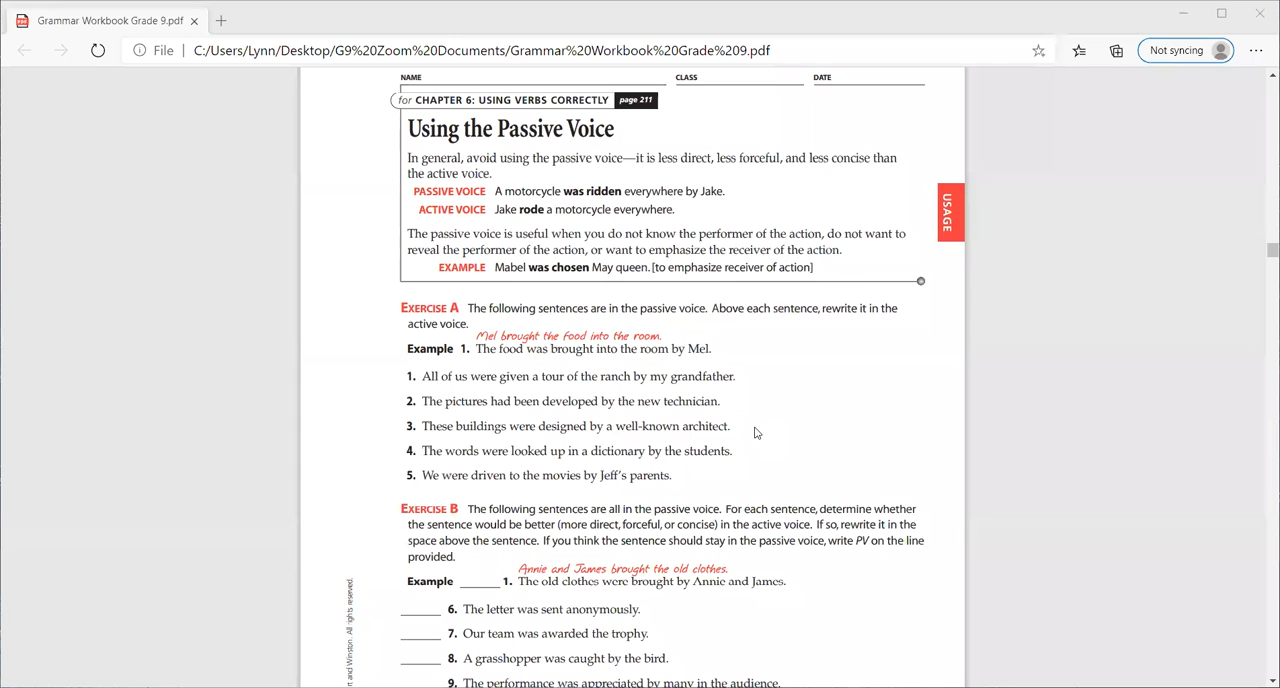 Grammar Workbook Grade 9.pdf
File | C:/Users/Lynn/Desktop/G9%20Zoom%20Documents/Grammar%20Workbook%20Grade%209.pdf
Not syncing
NAME CLASS DATE
for CHAPTER 6: USING VERBS CORRECTLY page 211
Using the Passive Voice
In general, avoid using the passive voice—it is less direct, less forceful, and less concise than
the active voice.
PASSIVE VOICE A motorcycle was ridden everywhere by Jake.
ACTIVE VOICE Jake rode a motorcycle everywhere.
USAGE
The passive voice is useful when you do not know the performer of the action, do not want to
reveal the performer of the action, or want to emphasize the receiver of the action.
EXAMPLE Mabel was chosen May queen. [to emphasize receiver of action]
EXERCISE A The following sentences are in the passive voice. Above each sentence, rewrite it in the
active voice.
Mel brought the food into the room.
Example 1. The food was brought into the room by Mel.
1. All of us were given a tour of the ranch by my grandfather.
2. The pictures had been developed by the new technician.
3. These buildings were designed by a well-known architect.
4. The words were looked up in a dictionary by the students.
5. We were driven to the movies by Jeff's parents.
EXERCISE B The following sentences are all in the passive voice. For each sentence, determine whether
the sentence would be better (more direct, forceful, or concise) in the active voice. If so, rewrite it in the
space above the sentence. If you think the sentence should stay in the passive voice, write PV on the line
provided.
Annie and James brought the old clothes.
Example ______ 1. The old clothes were brought by Annie and James.
______ 6. The letter was sent anonymously.
______ 7. Our team was awarded the trophy.
______ 8. A grasshopper was caught by the bird.
9. The performance was appreciated by many in the audience.
and Winston. All rights reserved.